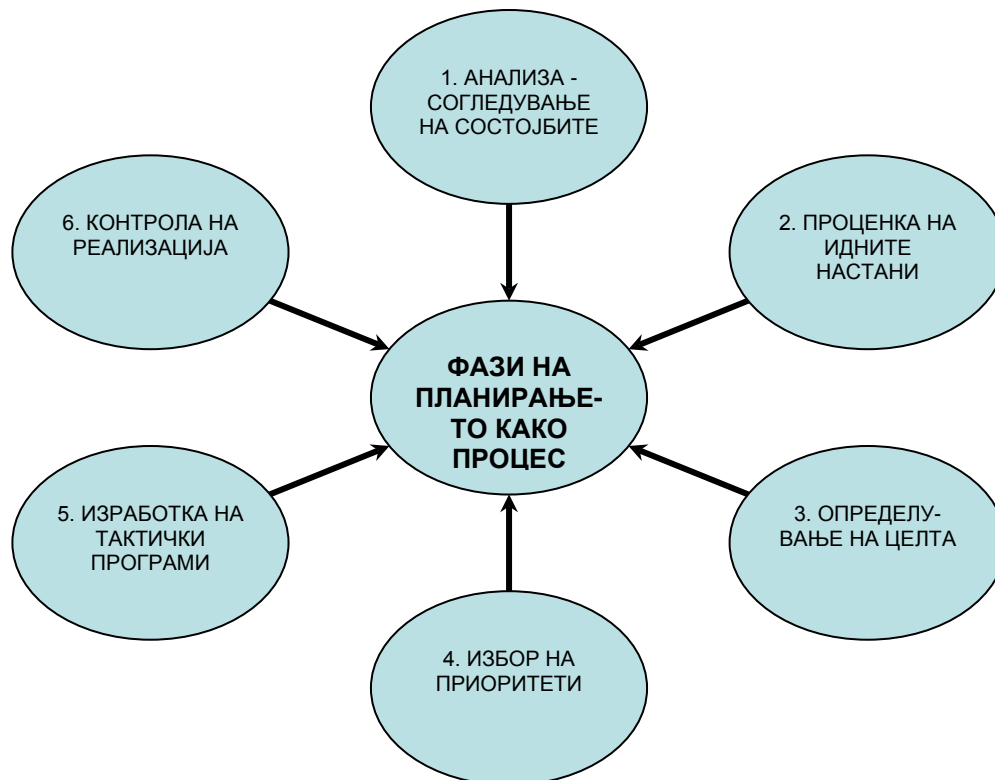 1. АНАЛИЗА -
СОГЛЕДУВАЊЕ
НА СОСТОЈБИТЕ
2. ПРОЦЕНКА НА
ИДНИТЕ
НАСТАНИ
3. ОПРЕДЕЛУ-
ВАЊЕ НА ЦЕЛТА
4. ИЗБОР НА
ПРИОРИТЕТИ
5. ИЗРАБОТКА НА
ТАКТИЧКИ
ПРОГРАМИ
6. КОНТРОЛА НА
РЕАЛИЗАЦИЈА
ФАЗИ НА
ПЛАНИРАЊЕ-
ТО КАКО
ПРОЦЕС